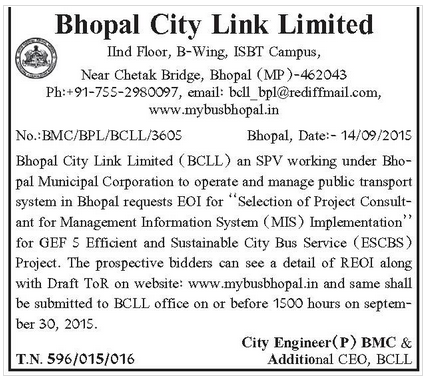 Bhopal City Link Limited
IInd Floor, B-Wing, ISBT Campus,
Near Chetak Bridge, Bhopal (MP)-462043
Ph:+91-755-2980097, email: bcll_bpl@rediffmail.com,
www.mybusbhopal.in
No.:BMC/BPL/BCLL/3605 Bhopal, Date:- 14/09/2015
Bhopal City Link Limited (BCLL) an SPV working under Bho-
pal Municipal Corporation to operate and manage public transport
system in Bhopal requests EOI for “Selection of Project Consult-
ant for Management Information System (MIS) Implementation”
for GEF 5 Efficient and Sustainable City Bus Service (ESCBS)
Project. The prospective bidders can see a detail of REOI along
with Draft ToR on website: www.mybusbhopal.in and same shall
be submitted to BCLL office on or before 1500 hours on septem-
ber 30, 2015.
City Engineer(P) BMC &
T.N. 596/015/016 Additional CEO, BCLL